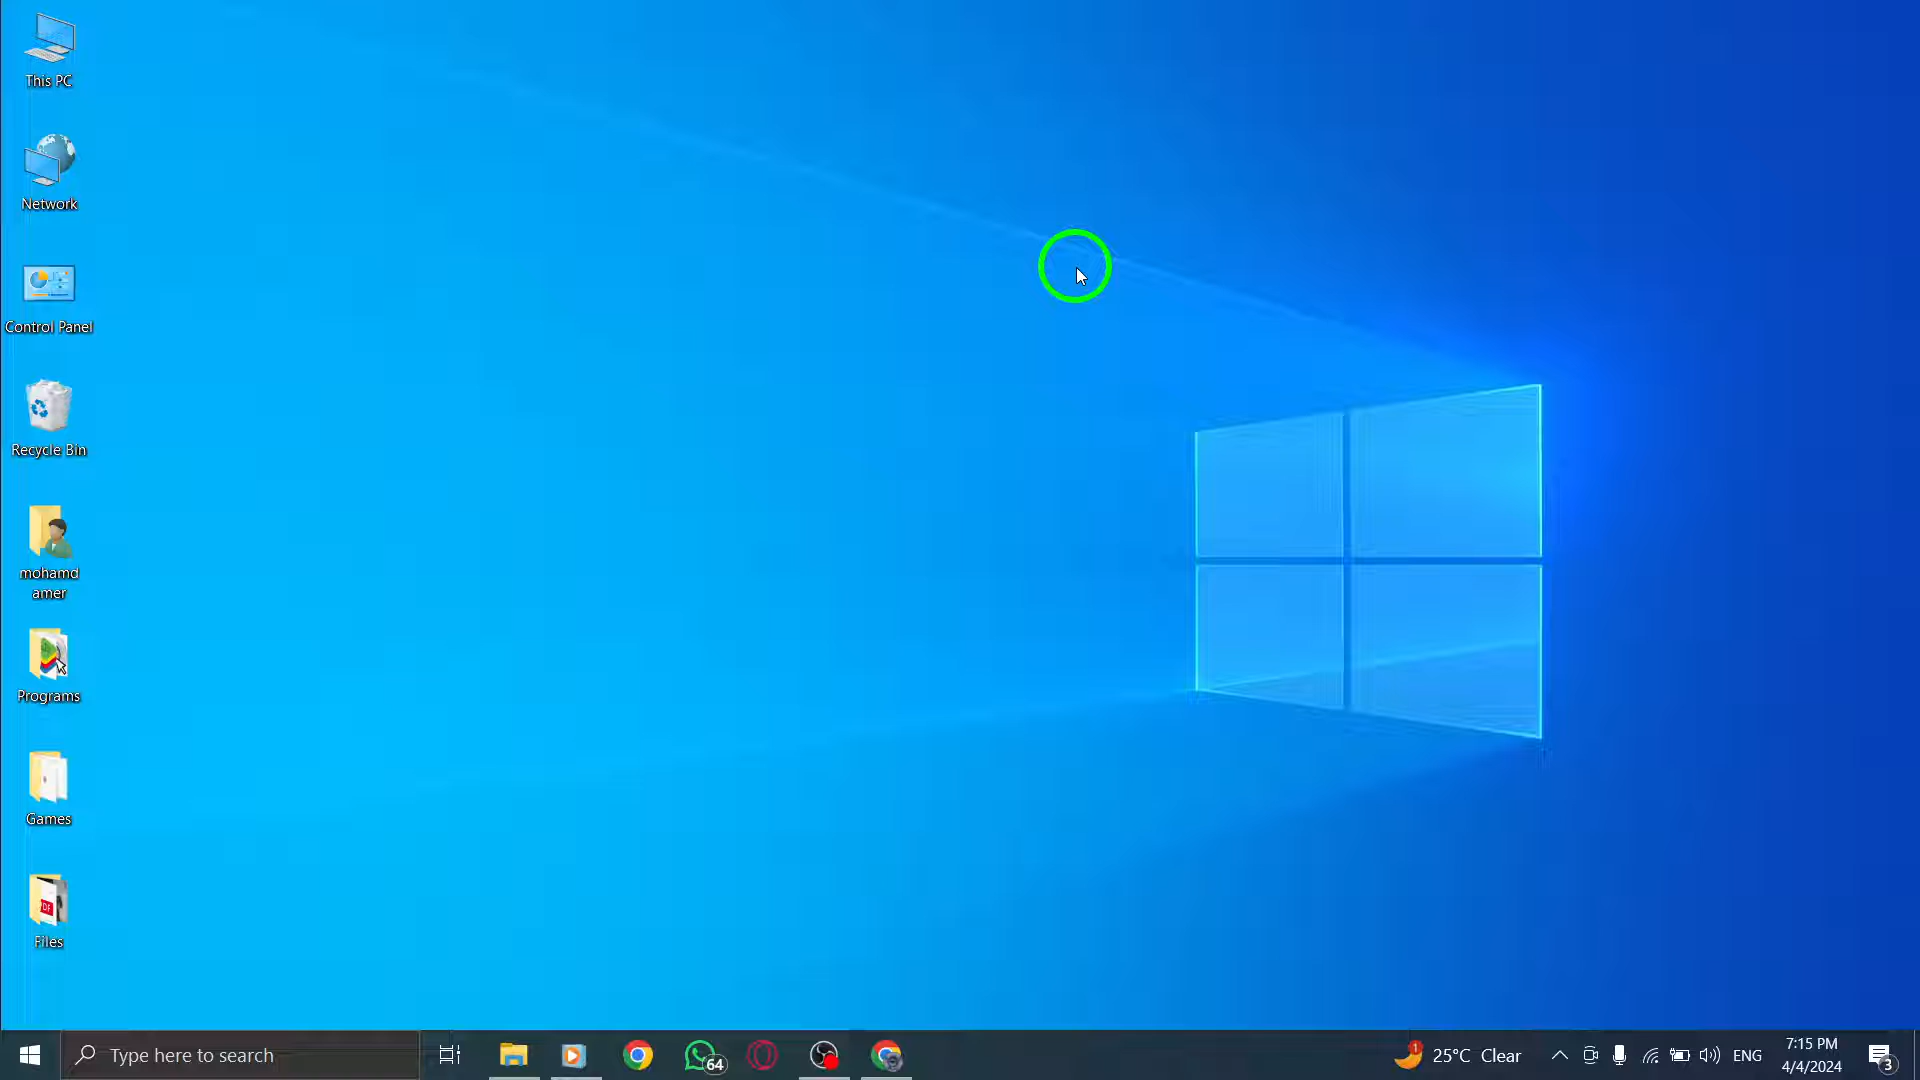 This PC
Network
Control Panel
Recycle Bin
mohamd
amer
Programs
Games
Files
Type here to search
64
1
25°C Clear
ENG
7:15 PM
4/4/2024
3